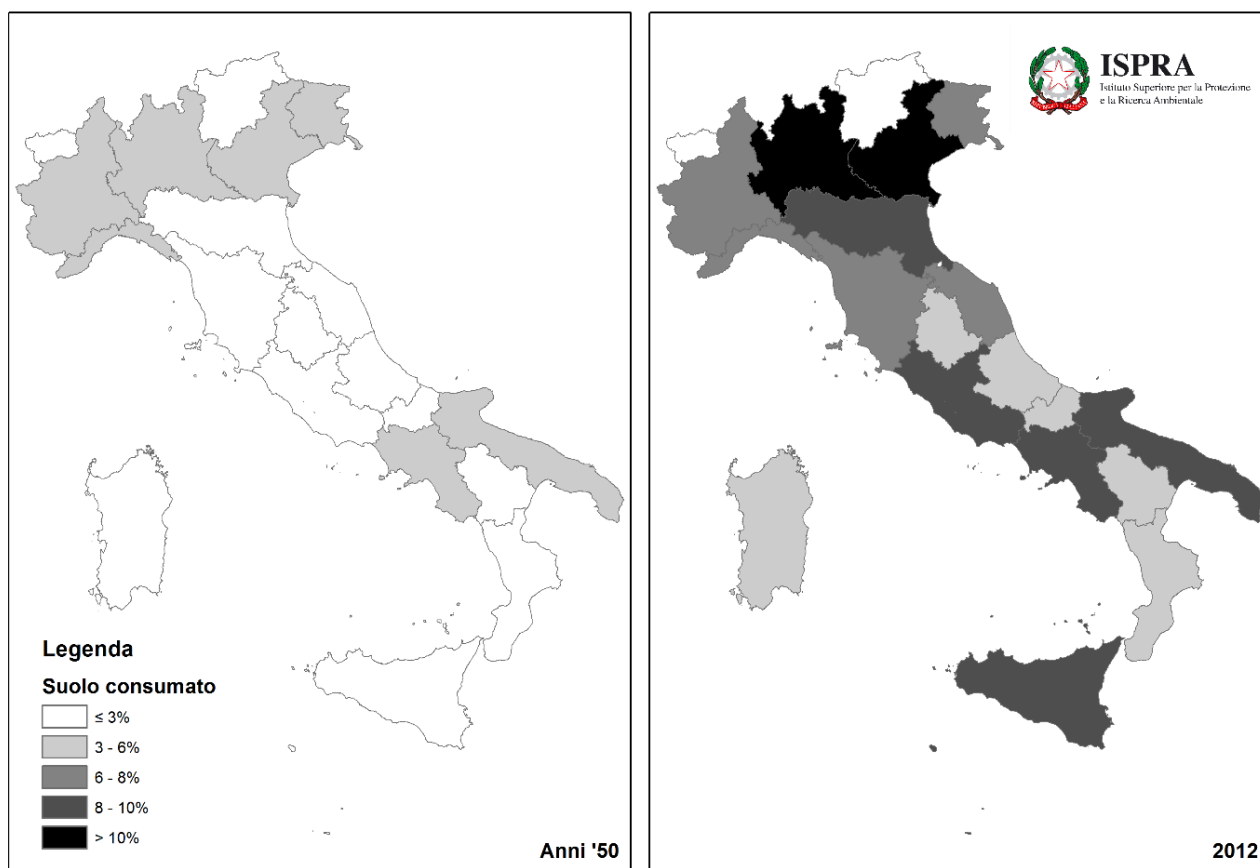 ISPRA
Istituto Superiore per la Protezione
e la Ricerca Ambientale
Legenda
Suolo consumato
≤ 3%
3 - 6%
6 - 8%
8 - 10%
> 10%
Anni '50
2012